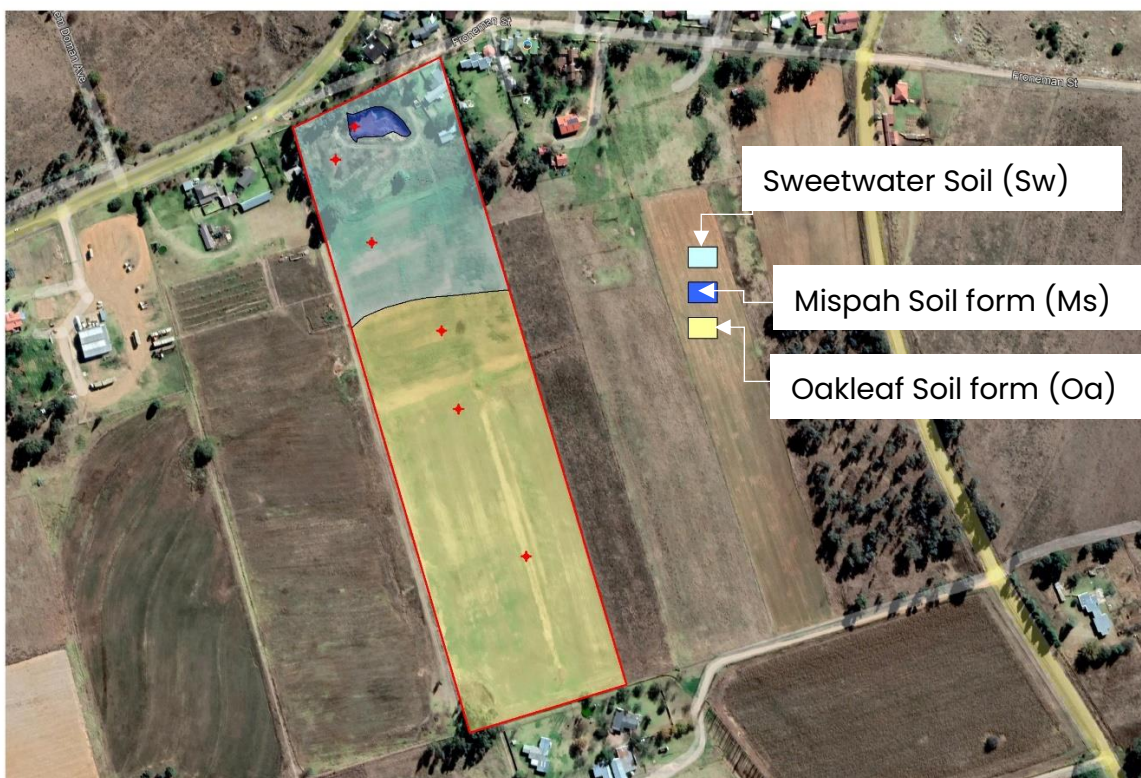 Froneman St
Froneman St
Sweetwater Soil (Sw)
Mispah Soil form (Ms)
Oakleaf Soil form (Oa)